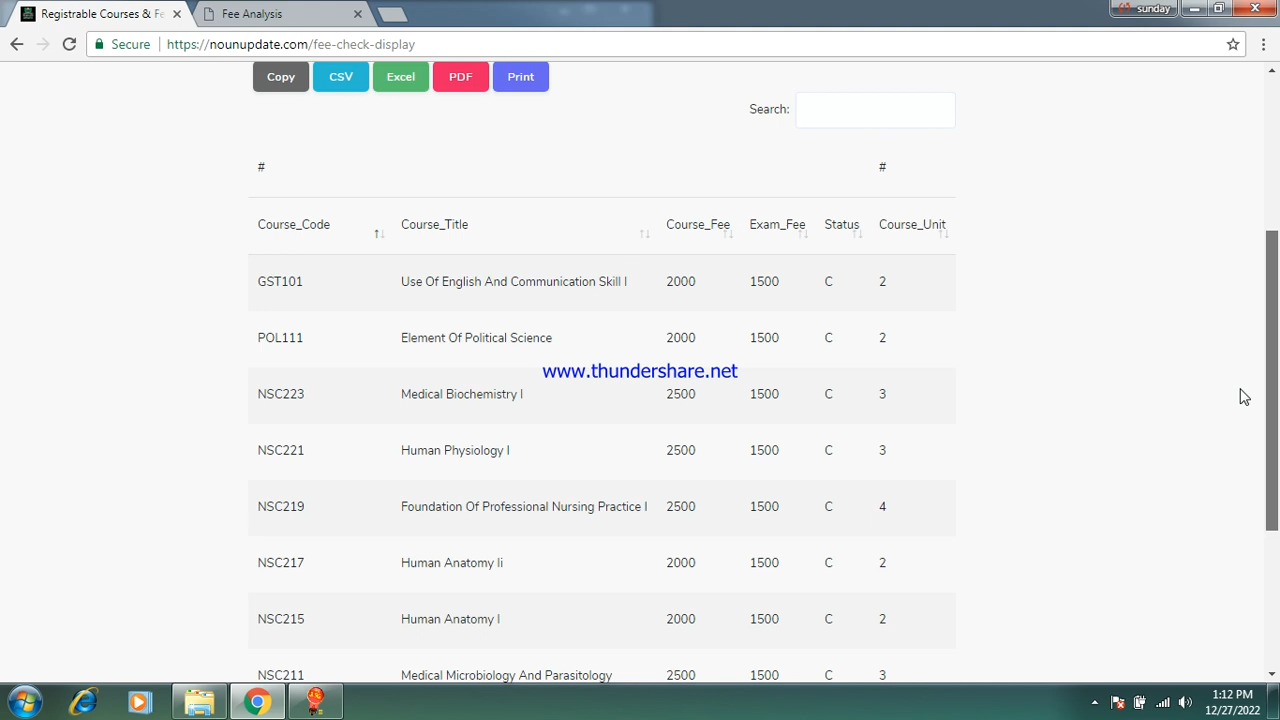 Registrable Courses & Fe
Fee Analysis
sunday
Secure
https://nounupdate.com/fee-check-display
Copy CSV Excel PDF Print
Search:
# #
Course_Code Course_Title Course_Fee Exam_Fee Status Course_Unit
GST101 Use Of English And Communication Skill I 2000 1500 C 2
POL111 Element Of Political Science 2000 1500 C 2
www.thundershare.net
NSC223 Medical Biochemistry I 2500 1500 C 3
NSC221 Human Physiology I 2500 1500 C 3
NSC219 Foundation Of Professional Nursing Practice I 2500 1500 C 4
NSC217 Human Anatomy Ii 2000 1500 C 2
NSC215 Human Anatomy I 2000 1500 C 2
NSC211 Medical Microbiology And Parasitology 2500 1500 C 3
1:12 PM
12/27/2022